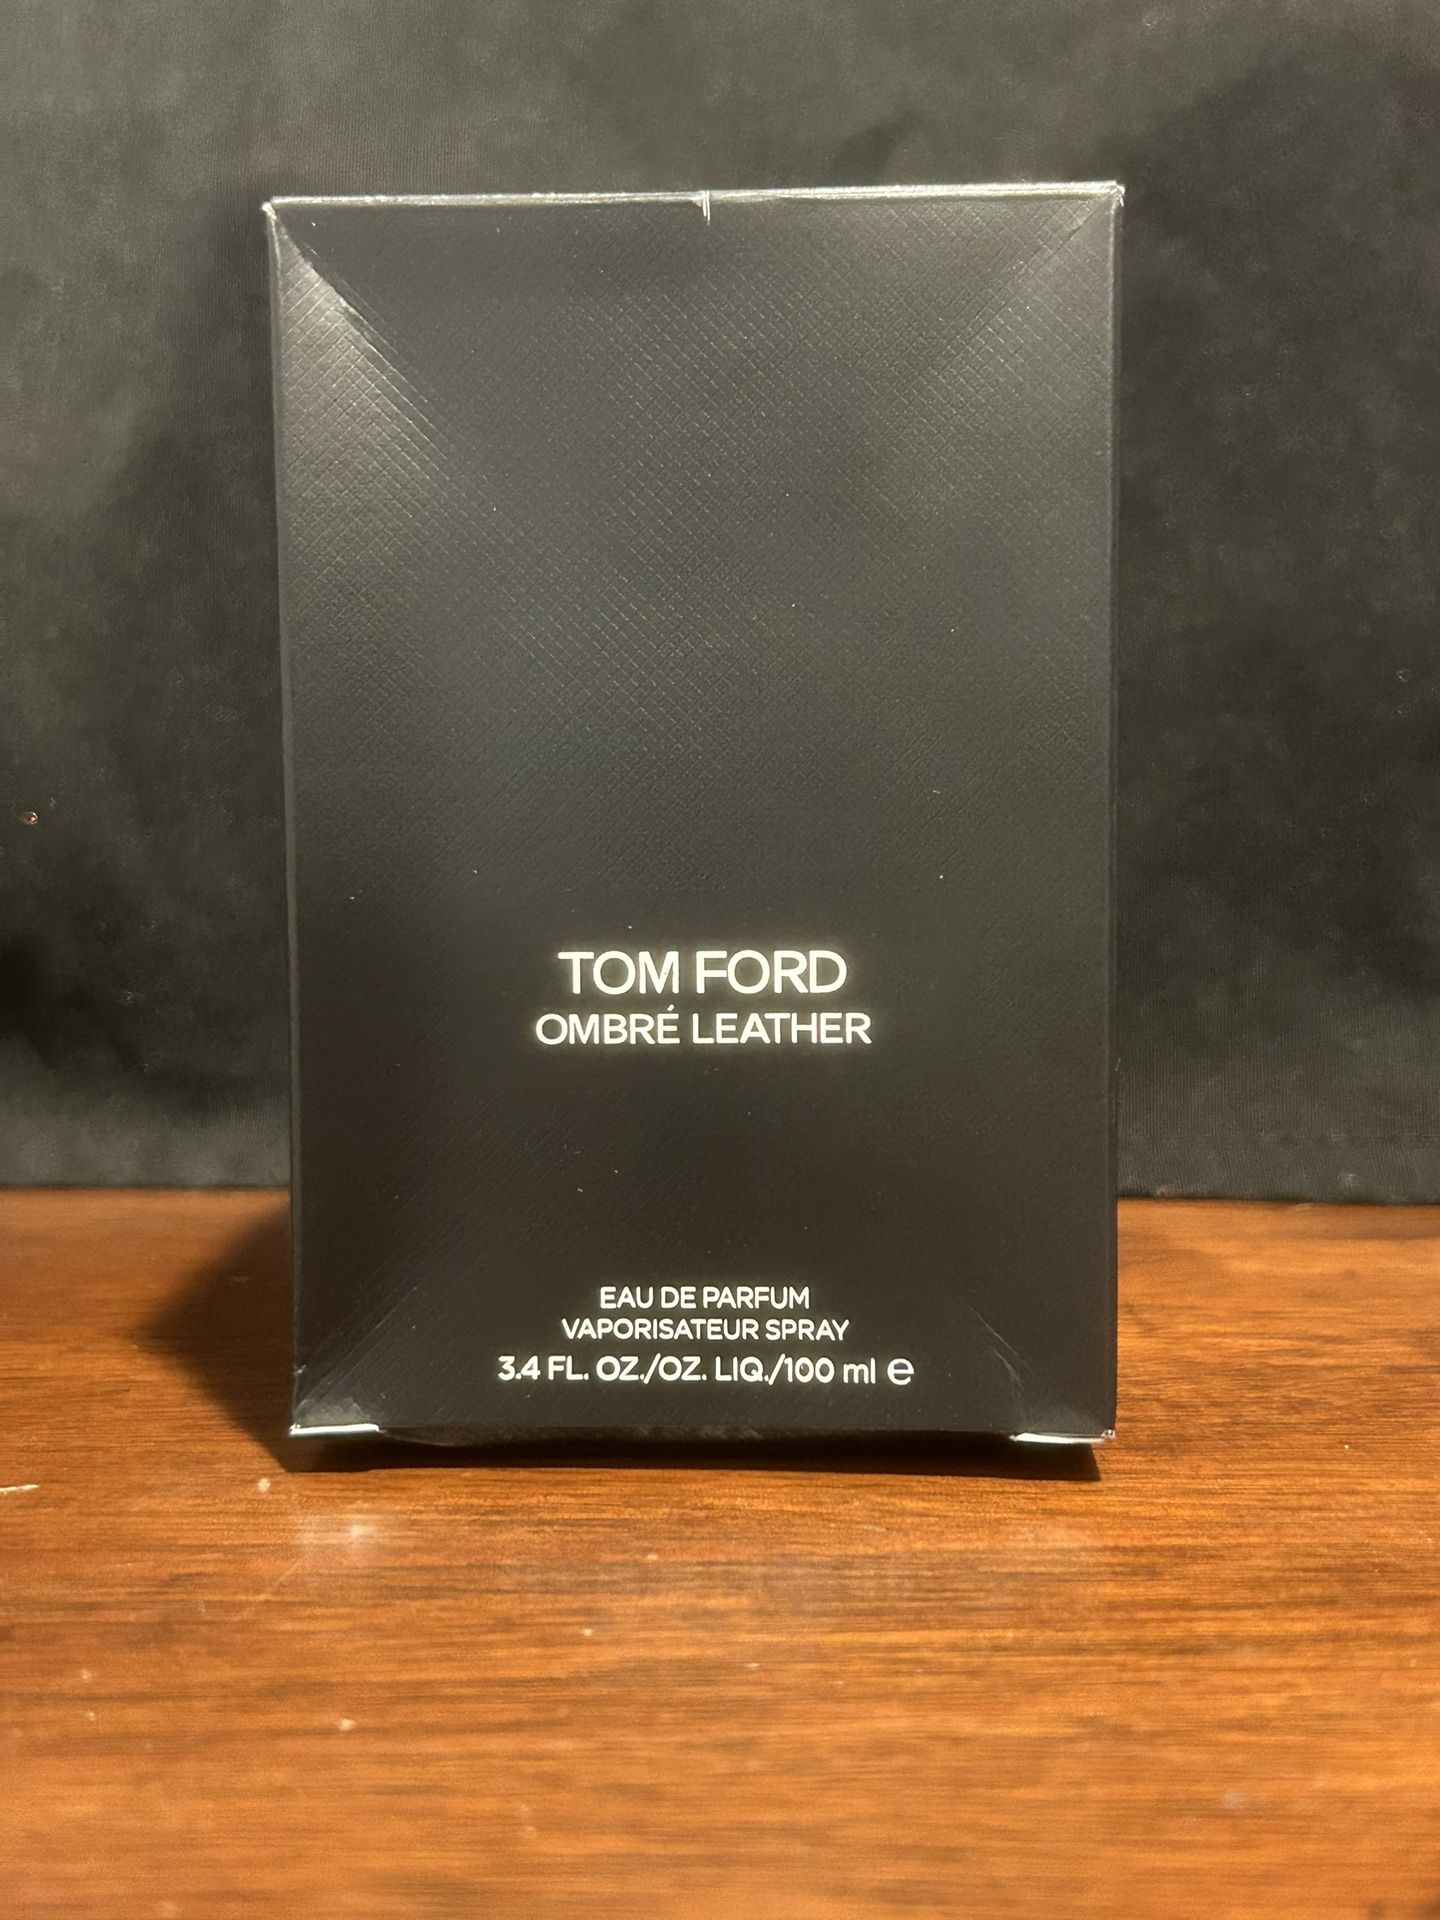 TOM FORD
OMBRÉ LEATHER
EAU DE PARFUM
VAPORISATEUR SPRAY
3.4 FL. OZ./OZ. LIQ./100 ml ℮